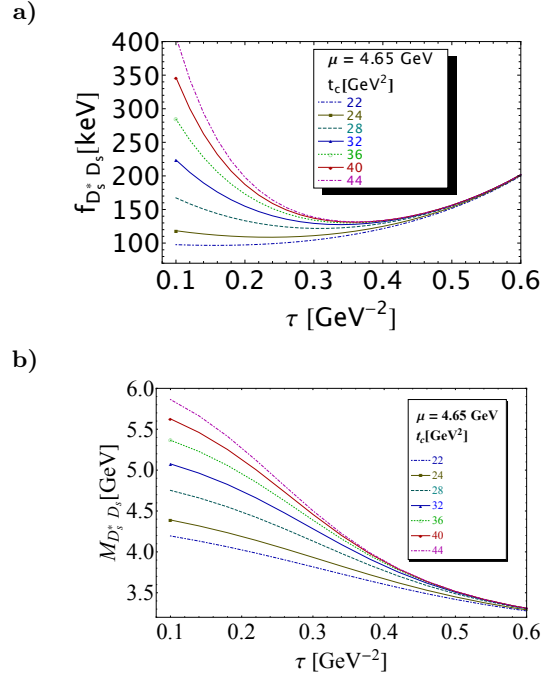 a)
400
350
300
250
200
150
100
f_{D_s^* D_s}[keV]
μ = 4.65 GeV
t_c[GeV²]
22
24
28
32
36
40
44
0.1 0.2 0.3 0.4 0.5 0.6
τ [GeV⁻²]
b)
6.0
5.5
5.0
4.5
4.0
3.5
M_{D_s^* D_s}[GeV]
μ = 4.65 GeV
t_c[GeV²]
22
24
28
32
36
40
44
0.1 0.2 0.3 0.4 0.5 0.6
τ [GeV⁻²]